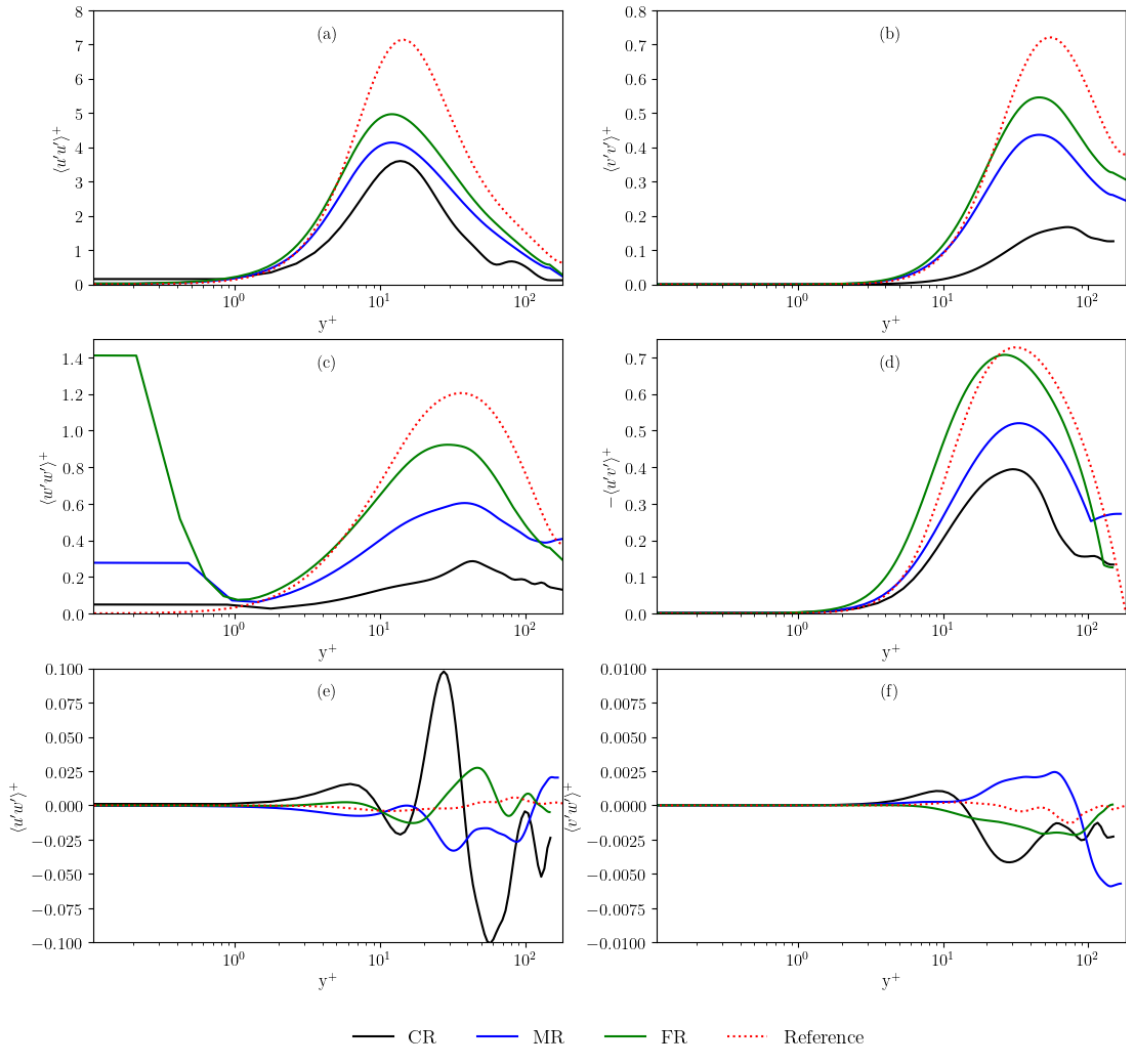 (a)
8
7
6
5
4
3
2
1
0
⟨u′u′⟩⁺
10⁰ 10¹ 10²
y⁺
(b)
0.8
0.7
0.6
0.5
0.4
0.3
0.2
0.1
0.0
⟨v′v′⟩⁺
10⁰ 10¹ 10²
y⁺
(c)
1.4
1.2
1.0
0.8
0.6
0.4
0.2
0.0
⟨w′w′⟩⁺
10⁰ 10¹ 10²
y⁺
(d)
0.7
0.6
0.5
0.4
0.3
0.2
0.1
0.0
−⟨u′v′⟩⁺
10⁰ 10¹ 10²
y⁺
(e)
0.100
0.075
0.050
0.025
0.000
−0.025
−0.050
−0.075
−0.100
⟨u′w′⟩⁺
10⁰ 10¹ 10²
y⁺
(f)
0.0100
0.0075
0.0050
0.0025
0.0000
−0.0025
−0.0050
−0.0075
−0.0100
⟨v′w′⟩⁺
10⁰ 10¹ 10²
y⁺
CR MR FR Reference